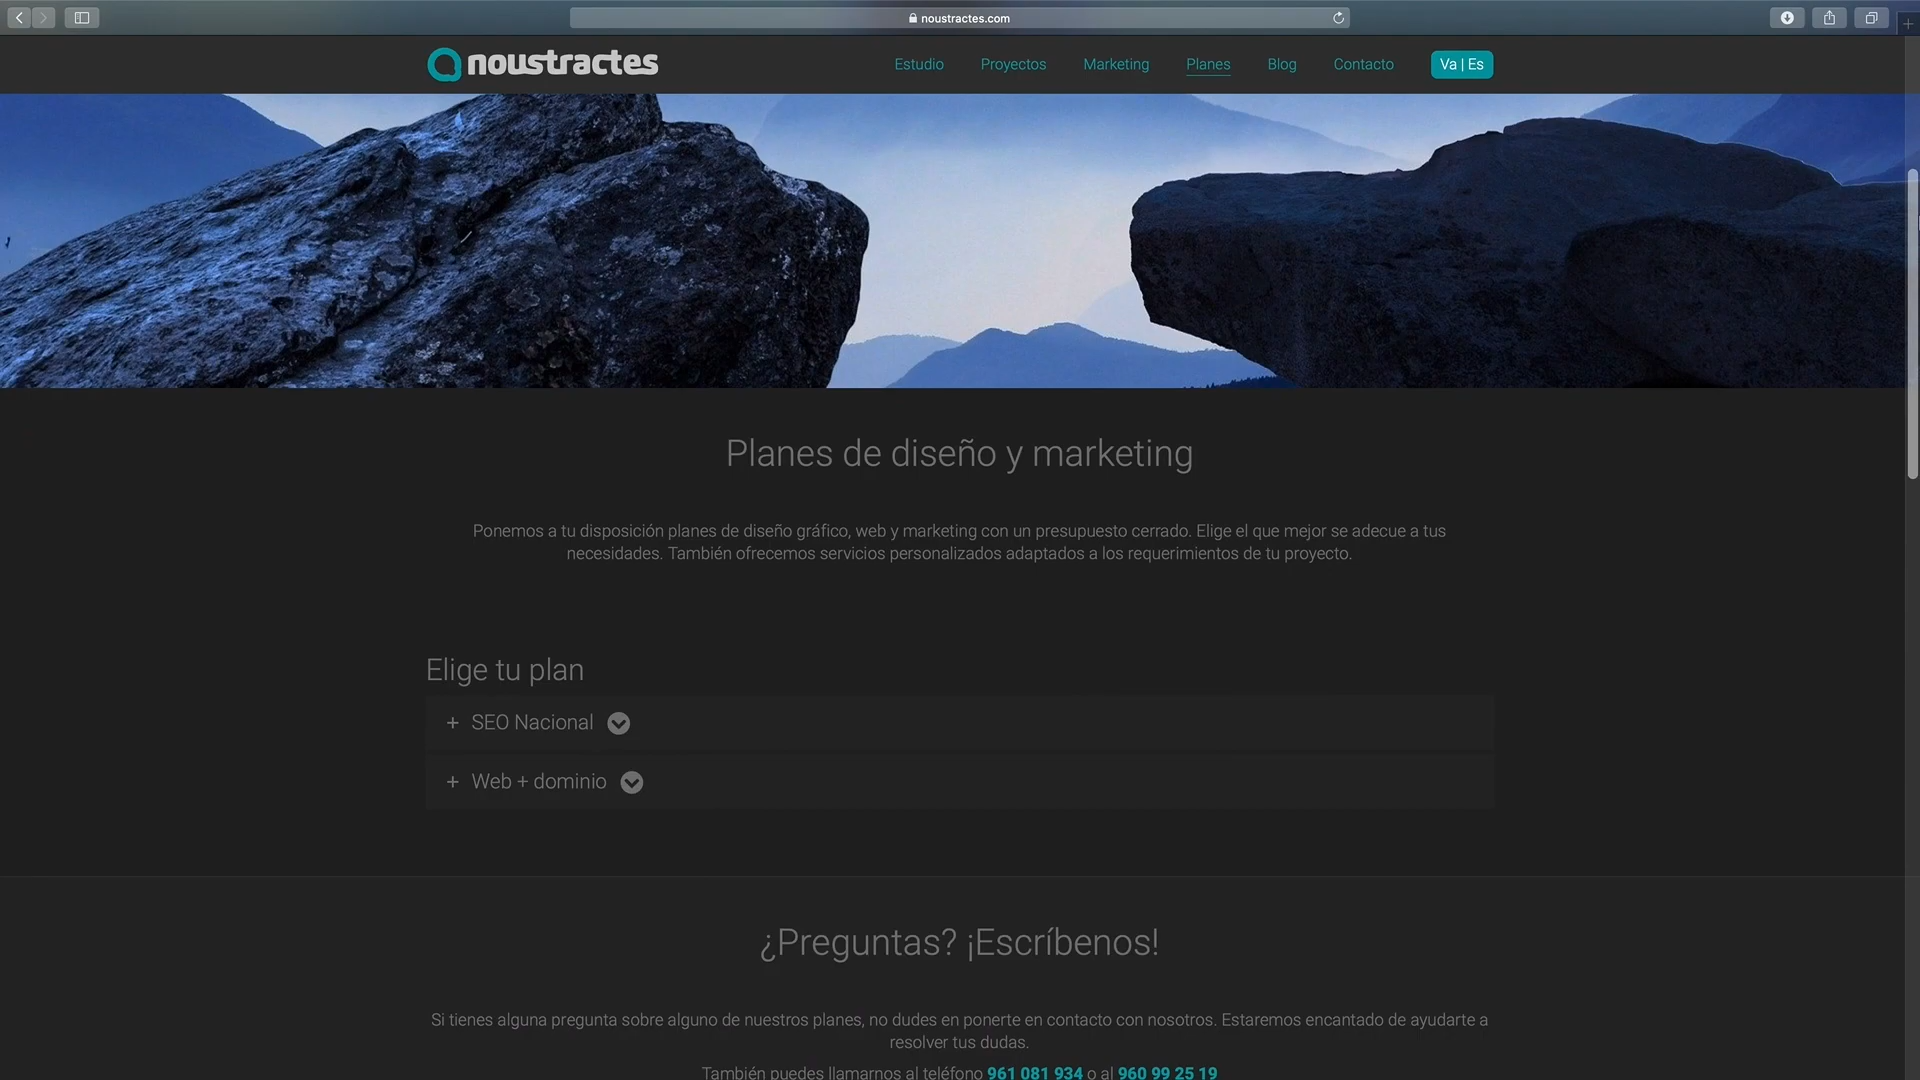 noustractes.com
noustractes
Estudio
Proyectos
Marketing
Planes
Blog
Contacto
Va | Es
Planes de diseño y marketing
Ponemos a tu disposición planes de diseño gráfico, web y marketing con un presupuesto cerrado. Elige el que mejor se adecue a tus
necesidades. También ofrecemos servicios personalizados adaptados a los requerimientos de tu proyecto.
Elige tu plan
+ SEO Nacional
+ Web + dominio
¿Preguntas? ¡Escríbenos!
Si tienes alguna pregunta sobre alguno de nuestros planes, no dudes en ponerte en contacto con nosotros. Estaremos encantado de ayudarte a
resolver tus dudas.
También puedes llamarnos al teléfono 961 081 934 o al 960 99 25 19